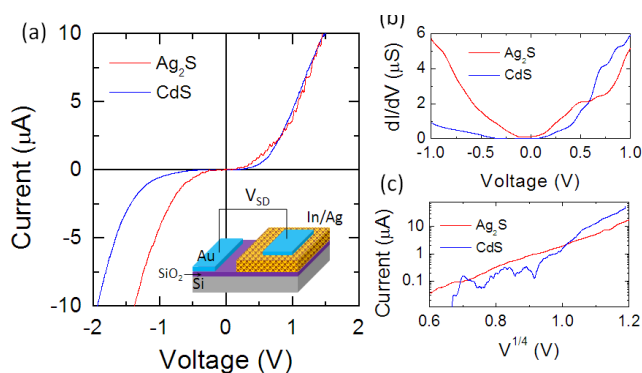 (a)
10
5
0
-5
-10
Current (μA)
Ag2S
CdS
VSD
In/Ag
Au
SiO2
Si
-2 -1 0 1
Voltage (V)
(b)
6
4
2
0
dI/dV (μS)
Ag2S
CdS
-1.0 -0.5 0.0 0.5 1.0
Voltage (V)
(c)
10
1
0.1
Current (μA)
Ag2S
CdS
0.6 0.8 1.0 1.2
V1/4 (V)